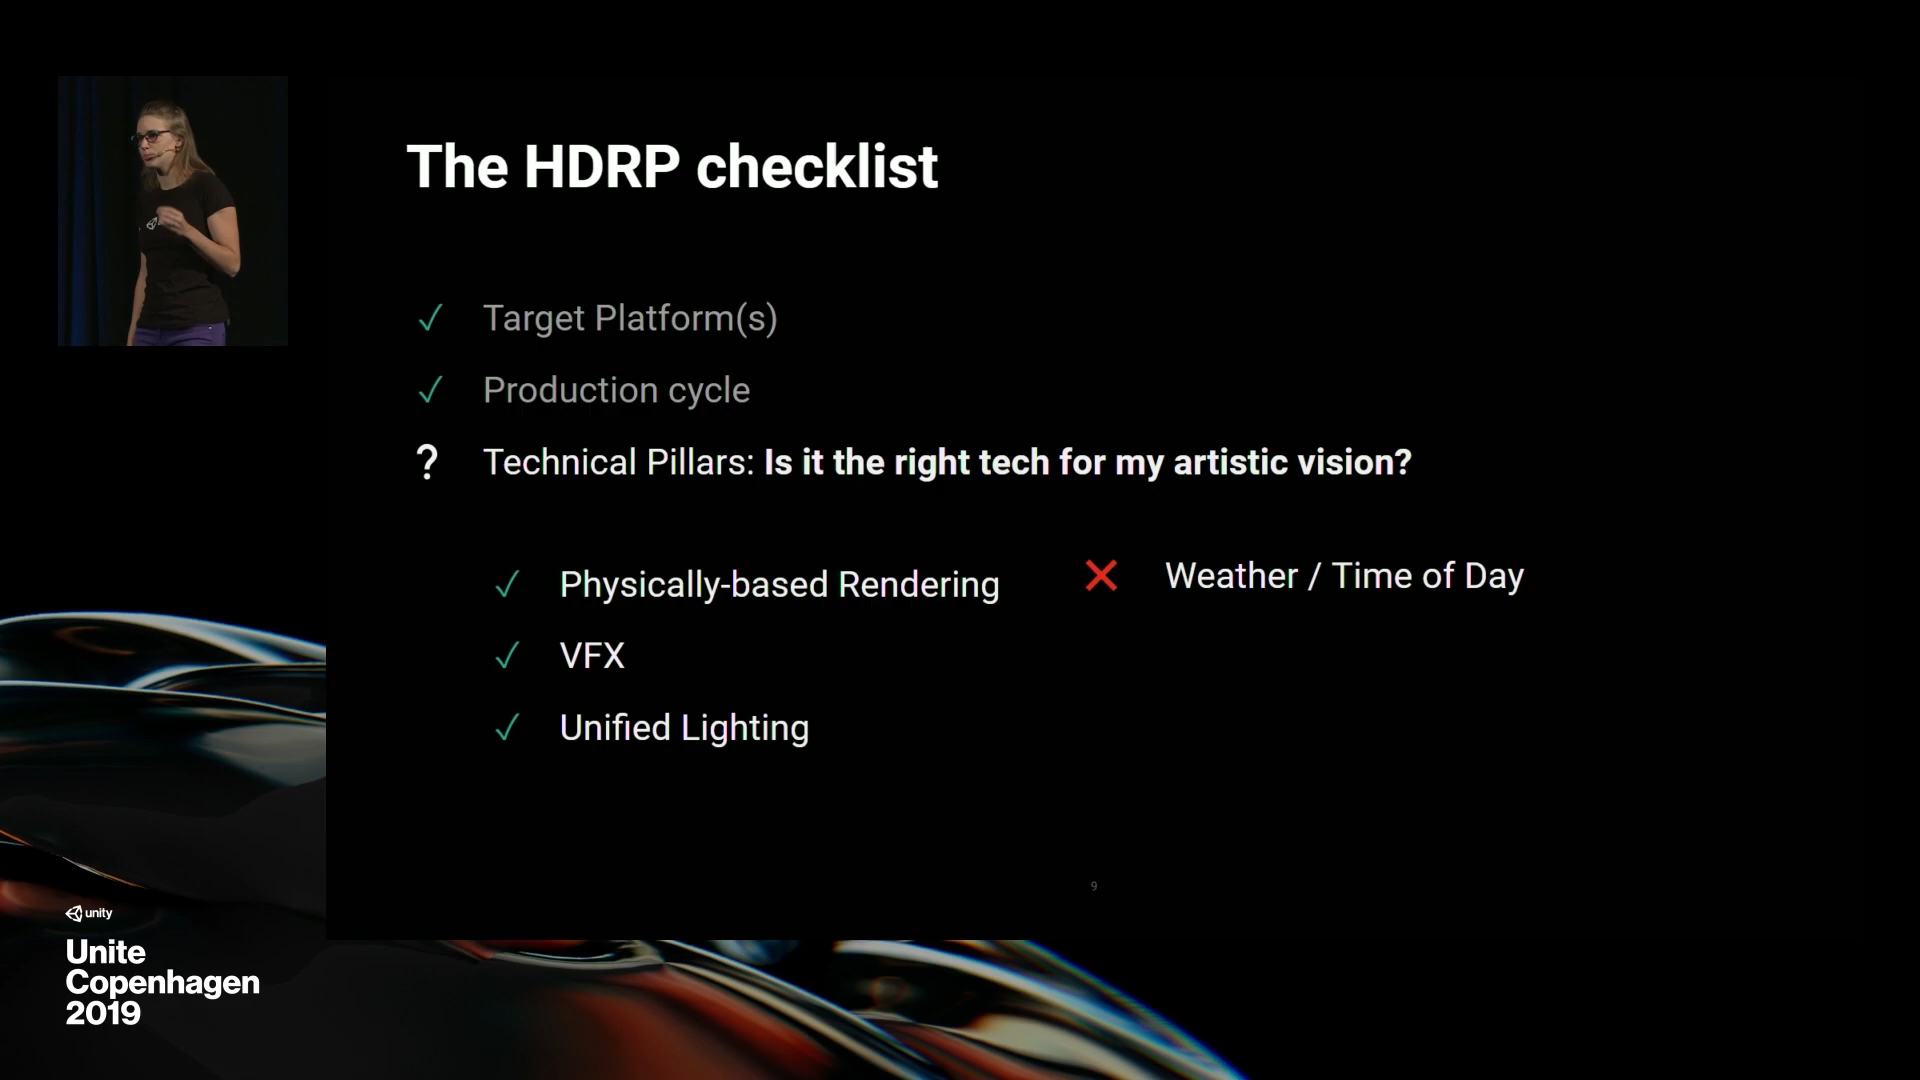 The HDRP checklist
✓ Target Platform(s)
✓ Production cycle
? Technical Pillars: Is it the right tech for my artistic vision?
✓ Physically-based Rendering
✓ VFX
✓ Unified Lighting
✕ Weather / Time of Day
9
unity
Unite
Copenhagen
2019